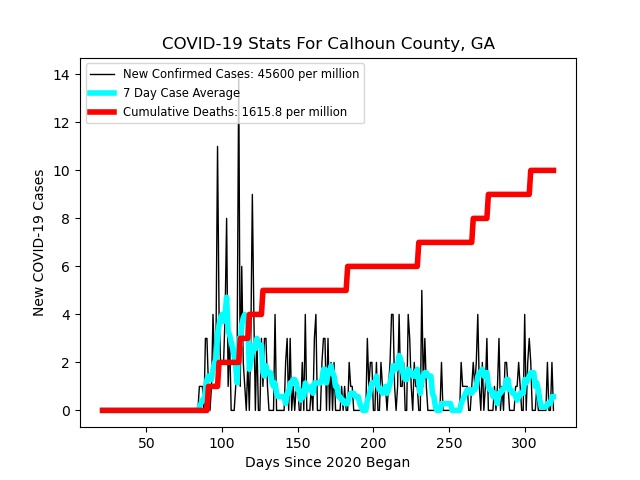 COVID-19 Stats For Calhoun County, GA
New Confirmed Cases: 45600 per million
7 Day Case Average
Cumulative Deaths: 1615.8 per million
New COVID-19 Cases
14
12
10
8
6
4
2
0
50 100 150 200 250 300
Days Since 2020 Began